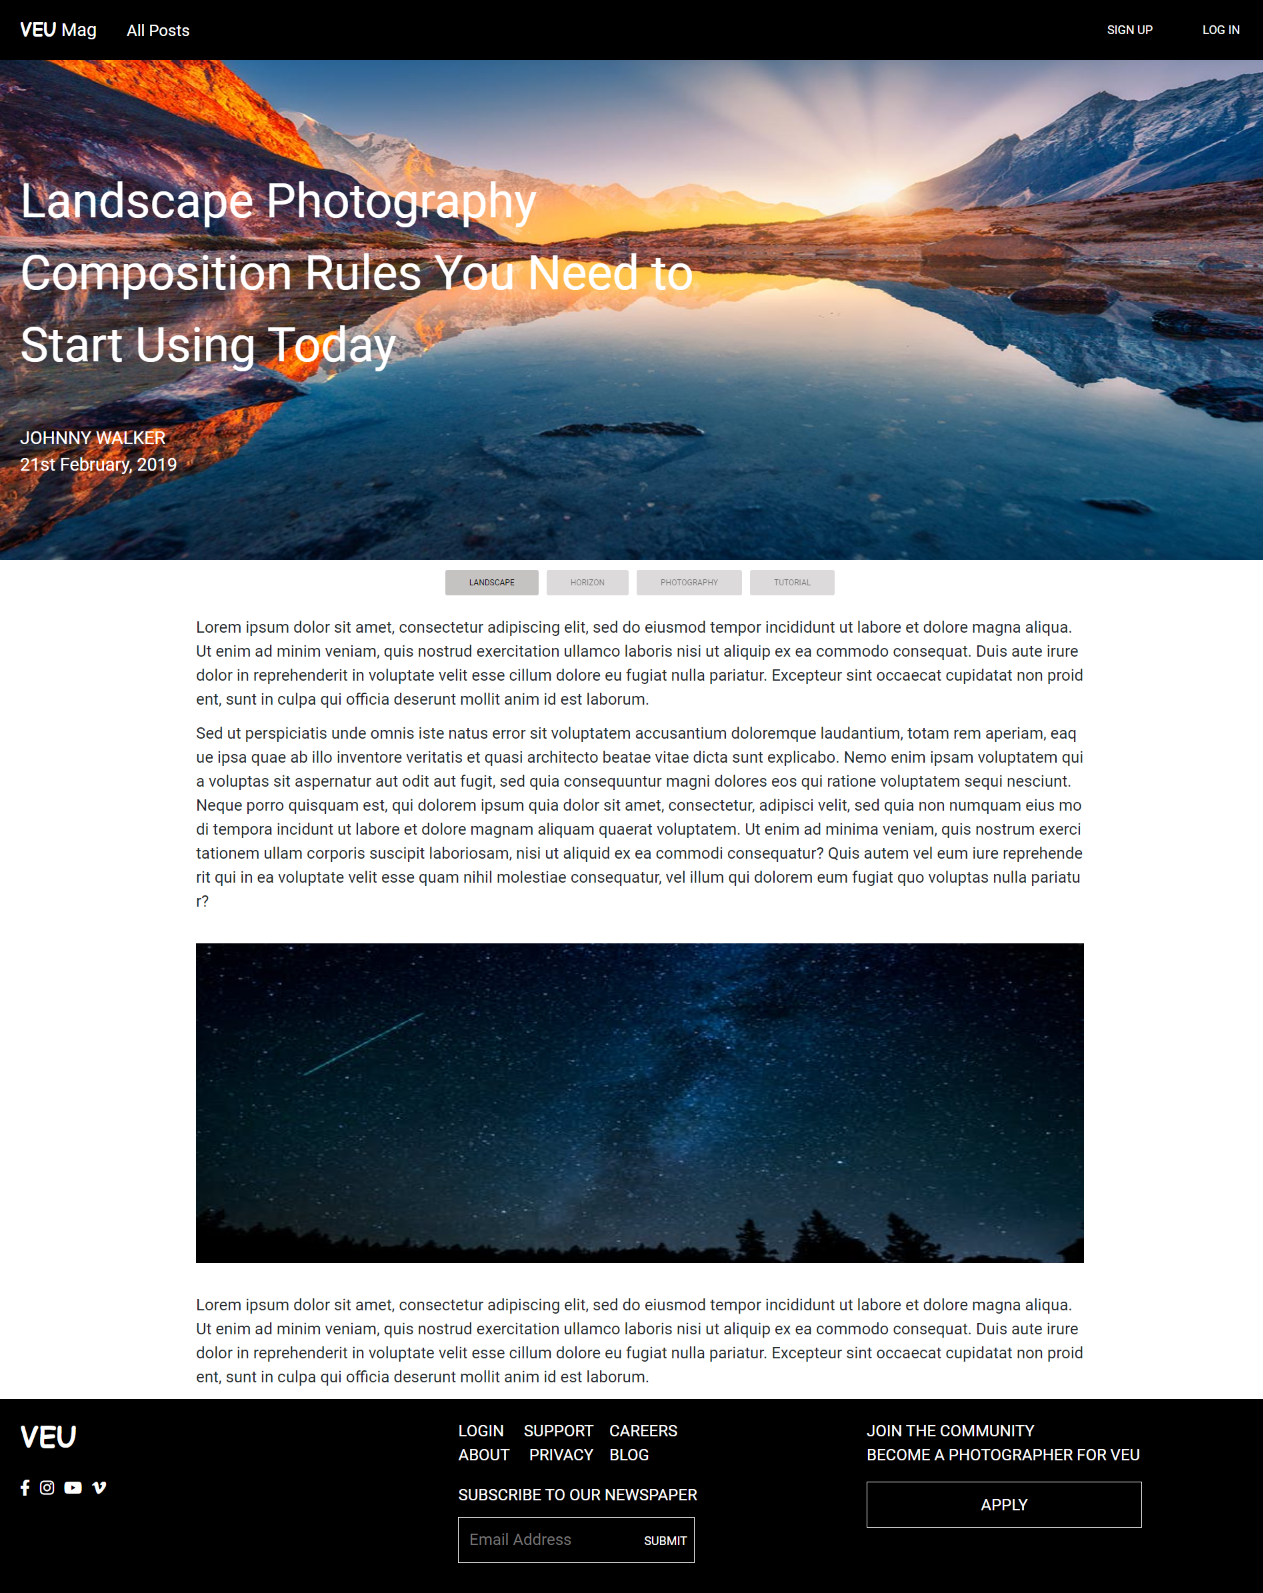 VEU Mag All Posts SIGN UP LOG IN
Landscape Photography
Composition Rules You Need to
Start Using Today
JOHNNY WALKER
21st February, 2019
LANDSCAPE HORIZON PHOTOGRAPHY TUTORIAL
Lorem ipsum dolor sit amet, consectetur adipiscing elit, sed do eiusmod tempor incididunt ut labore et dolore magna aliqua.
Ut enim ad minim veniam, quis nostrud exercitation ullamco laboris nisi ut aliquip ex ea commodo consequat. Duis aute irure
dolor in reprehenderit in voluptate velit esse cillum dolore eu fugiat nulla pariatur. Excepteur sint occaecat cupidatat non proid
ent, sunt in culpa qui officia deserunt mollit anim id est laborum.
Sed ut perspiciatis unde omnis iste natus error sit voluptatem accusantium doloremque laudantium, totam rem aperiam, eaq
ue ipsa quae ab illo inventore veritatis et quasi architecto beatae vitae dicta sunt explicabo. Nemo enim ipsam voluptatem qui
a voluptas sit aspernatur aut odit aut fugit, sed quia consequuntur magni dolores eos qui ratione voluptatem sequi nesciunt.
Neque porro quisquam est, qui dolorem ipsum quia dolor sit amet, consectetur, adipisci velit, sed quia non numquam eius mo
di tempora incidunt ut labore et dolore magnam aliquam quaerat voluptatem. Ut enim ad minima veniam, quis nostrum exerci
tationem ullam corporis suscipit laboriosam, nisi ut aliquid ex ea commodi consequatur? Quis autem vel eum iure reprehende
rit qui in ea voluptate velit esse quam nihil molestiae consequatur, vel illum qui dolorem eum fugiat quo voluptas nulla pariatu
r?
Lorem ipsum dolor sit amet, consectetur adipiscing elit, sed do eiusmod tempor incididunt ut labore et dolore magna aliqua.
Ut enim ad minim veniam, quis nostrud exercitation ullamco laboris nisi ut aliquip ex ea commodo consequat. Duis aute irure
dolor in reprehenderit in voluptate velit esse cillum dolore eu fugiat nulla pariatur. Excepteur sint occaecat cupidatat non proid
ent, sunt in culpa qui officia deserunt mollit anim id est laborum.
VEU
LOGIN SUPPORT CAREERS
ABOUT PRIVACY BLOG
SUBSCRIBE TO OUR NEWSPAPER
Email Address SUBMIT
JOIN THE COMMUNITY
BECOME A PHOTOGRAPHER FOR VEU
APPLY